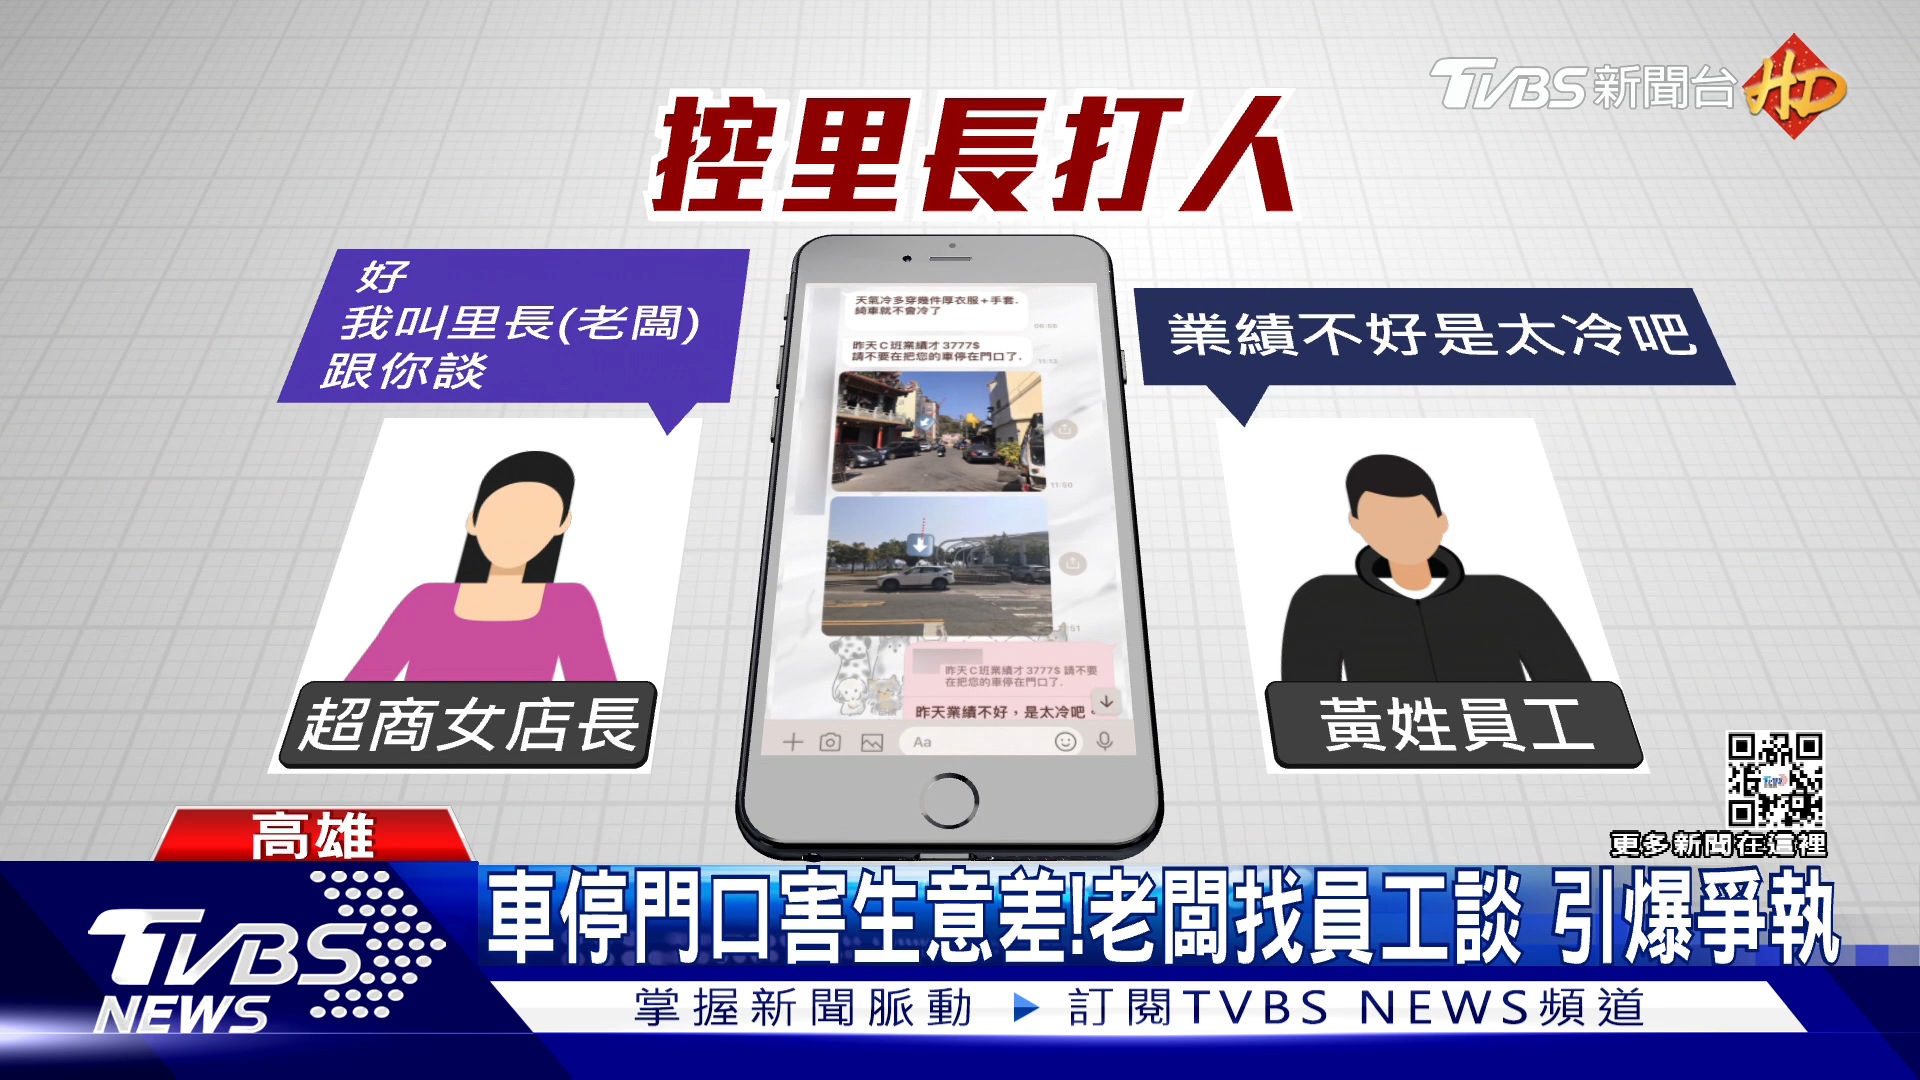 TVBS新聞台 HD
控里長打人
好
我叫里長(老闆)
跟你談
業績不好是太冷吧
天氣冷多穿幾件厚衣服+手套.
綺車就不會冷了
昨天C班業績才3777$
請不要在把您的車停在門口了.
11:13
11:50
昨天C班業績才3777$ 請不要
在把您的車停在門口了.
昨天業績不好，是太冷吧。
Aa
超商女店長
黃姓員工
更多新聞在這裡
高雄
車停門口害生意差!老闆找員工談 引爆爭執
TVBS
NEWS
掌握新聞脈動 ▶ 訂閱TVBS NEWS頻道